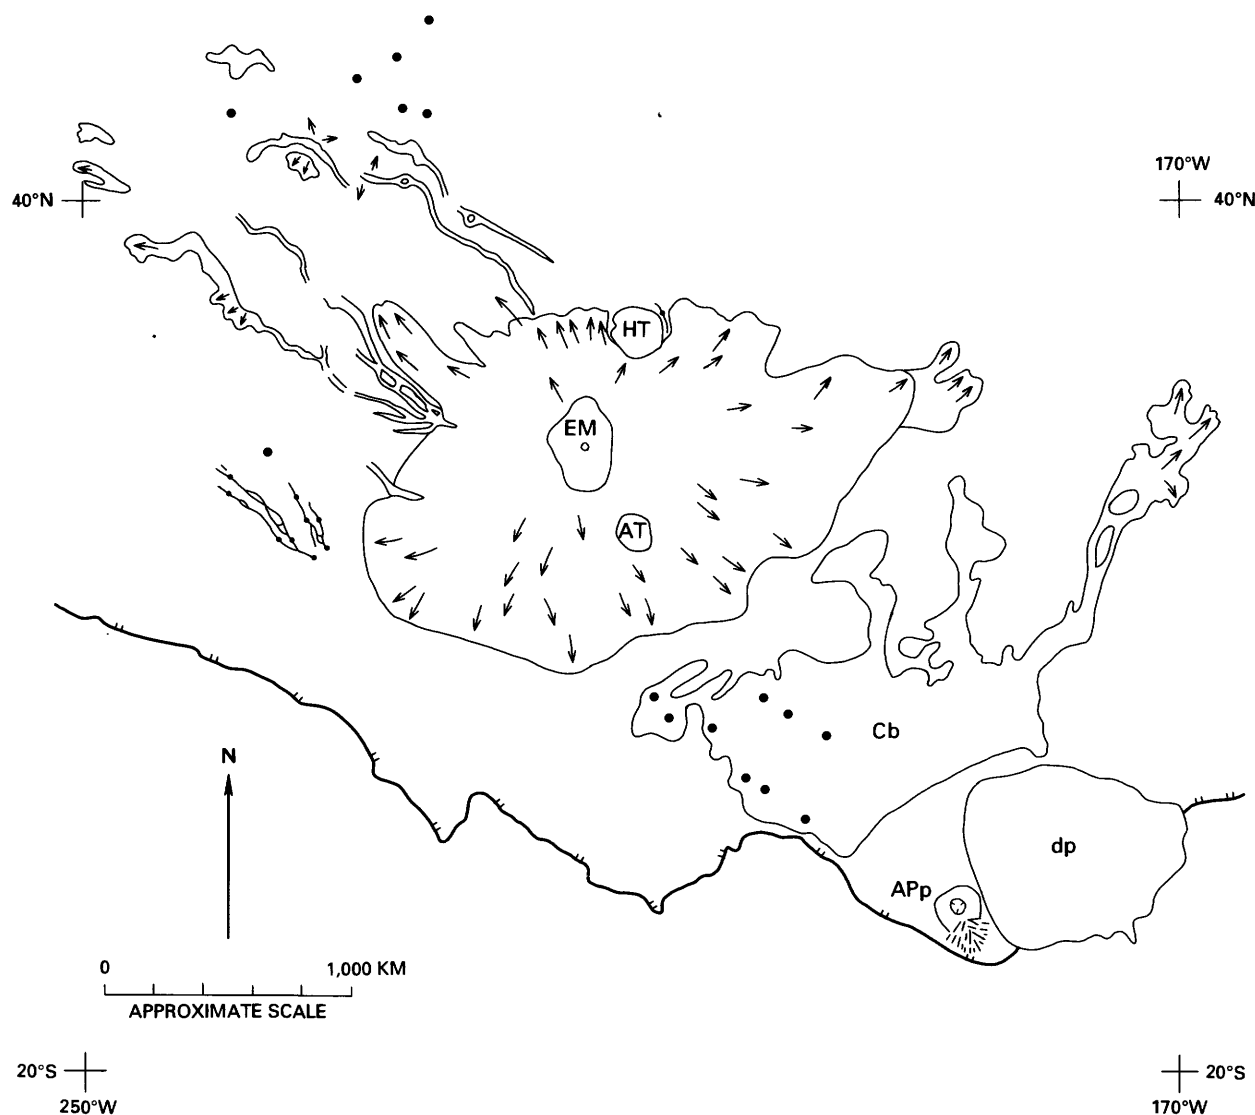 170°W
40°N
40°N
HT
EM
AT
Cb
N
dp
APp
0 1,000 KM
APPROXIMATE SCALE
20°S
20°S
250°W
170°W